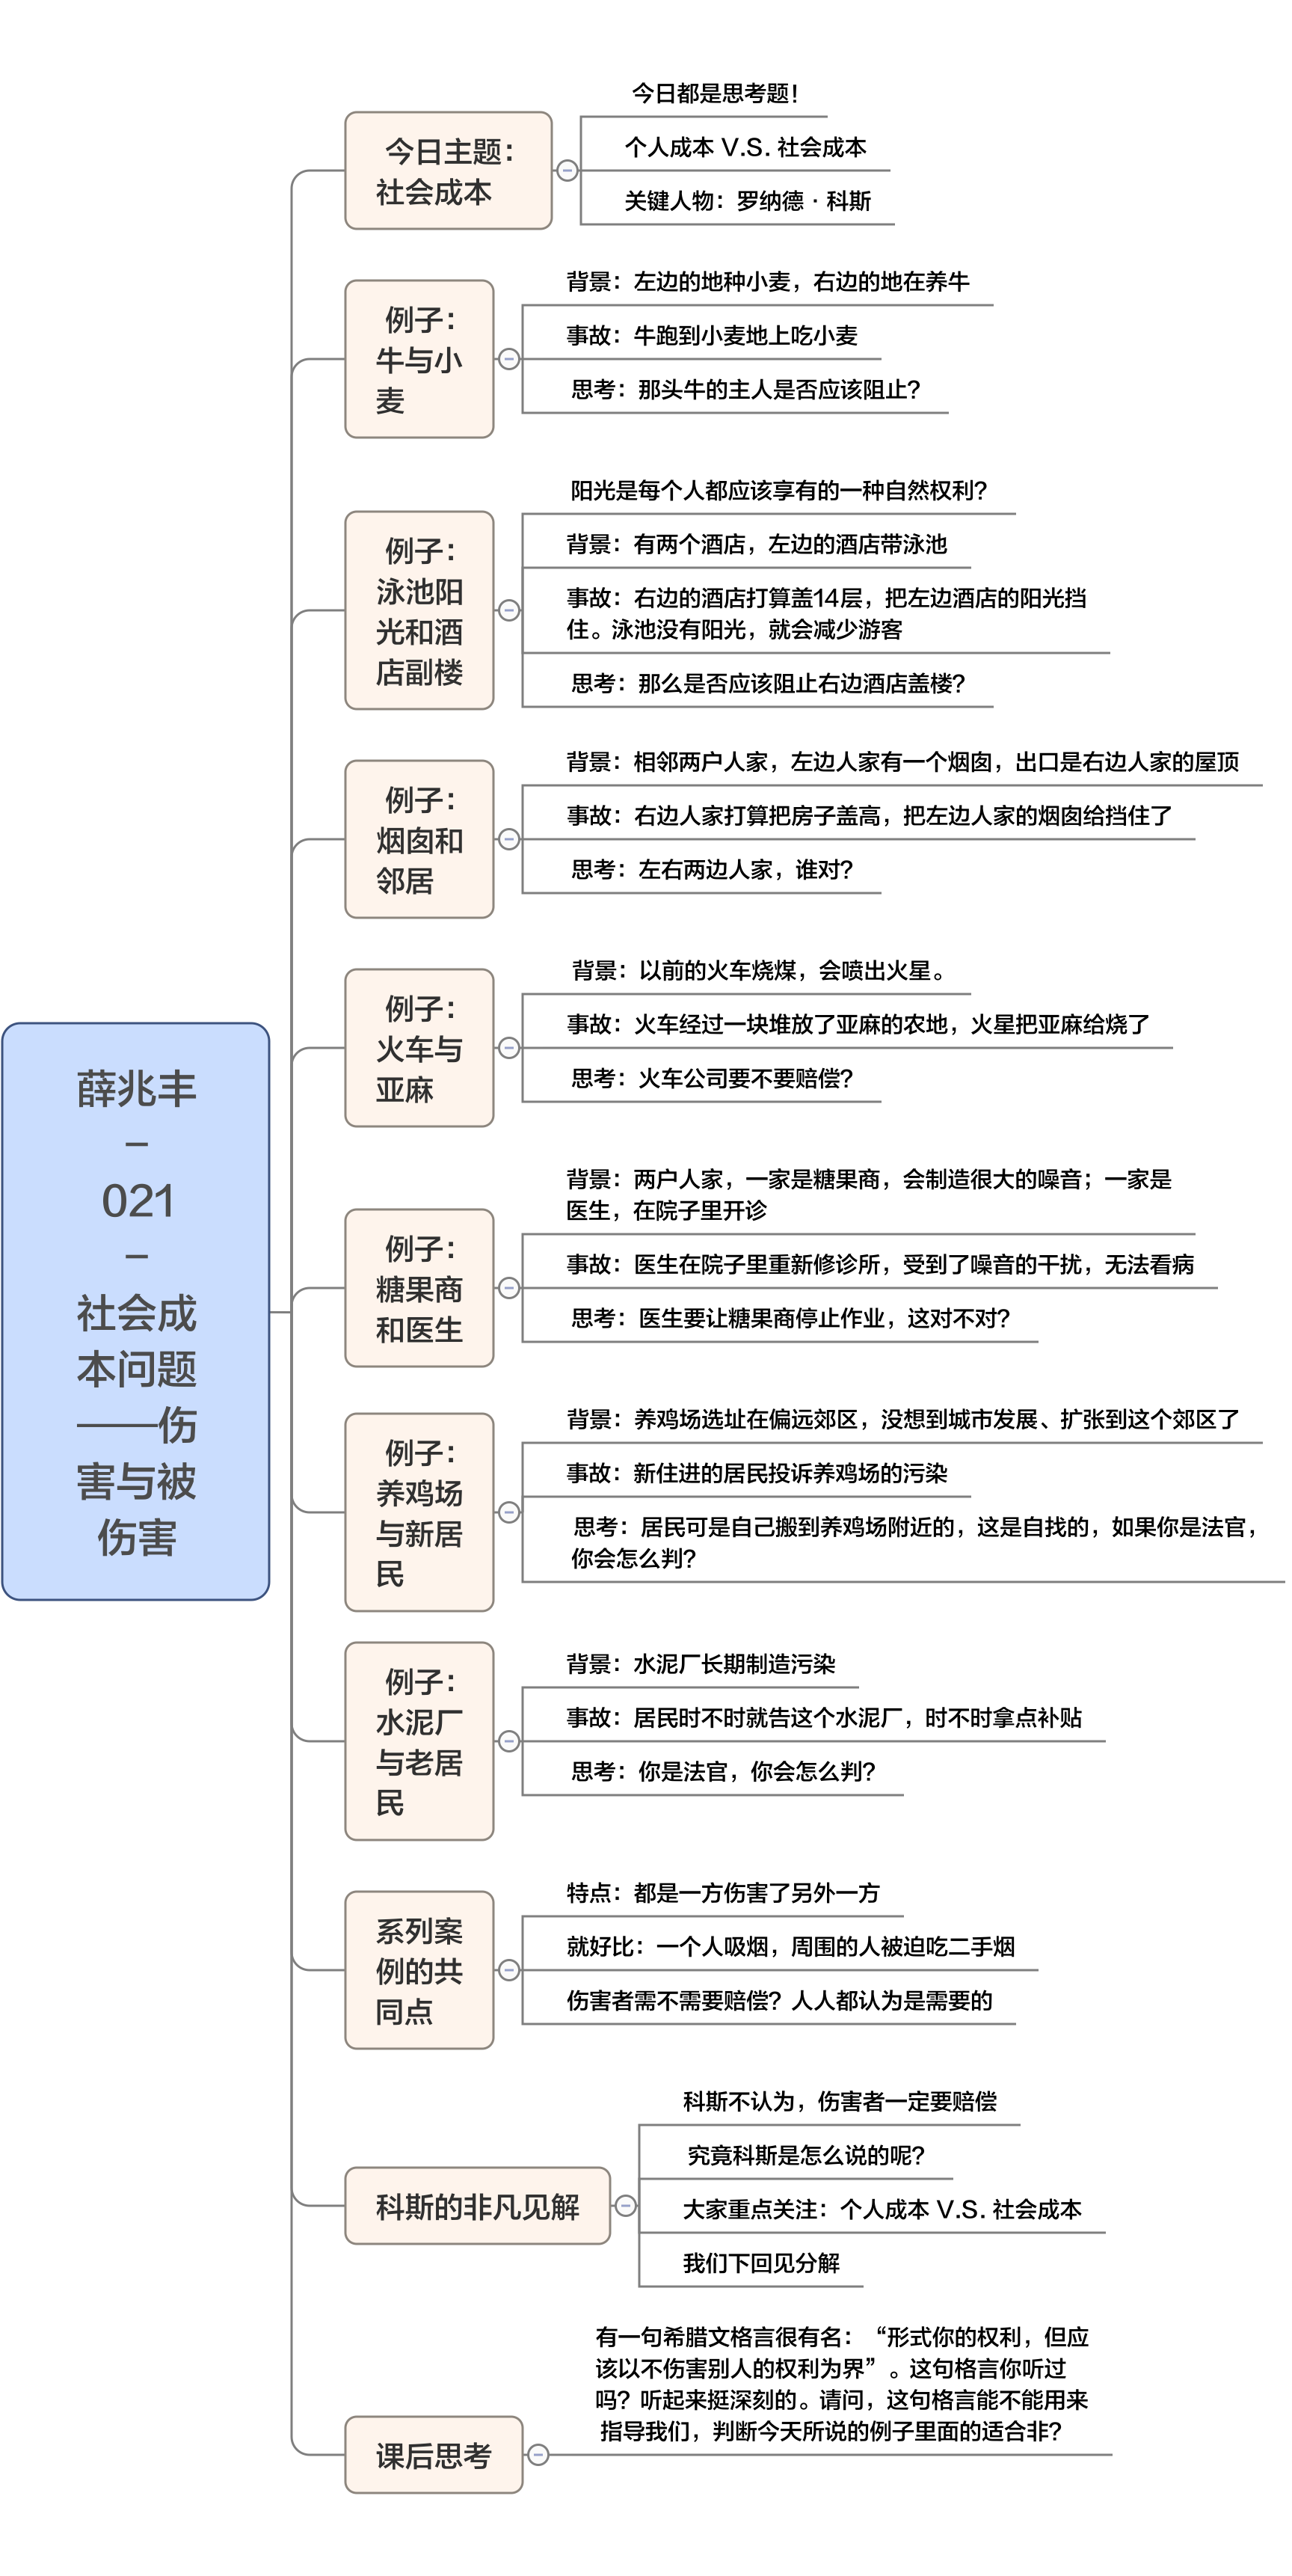 薛兆丰
–
021
–
社会成
本问题
——伤
害与被
伤害
今日主题：
社会成本
今日都是思考题！
个人成本 V.S. 社会成本
关键人物：罗纳德 · 科斯
例子：
牛与小
麦
背景：左边的地种小麦，右边的地在养牛
事故：牛跑到小麦地上吃小麦
思考：那头牛的主人是否应该阻止？
例子：
泳池阳
光和酒
店副楼
阳光是每个人都应该享有的一种自然权利？
背景：有两个酒店，左边的酒店带泳池
事故：右边的酒店打算盖14层，把左边酒店的阳光挡
住。泳池没有阳光，就会减少游客
思考：那么是否应该阻止右边酒店盖楼？
例子：
烟囱和
邻居
背景：相邻两户人家，左边人家有一个烟囱，出口是右边人家的屋顶
事故：右边人家打算把房子盖高，把左边人家的烟囱给挡住了
思考：左右两边人家，谁对？
例子：
火车与
亚麻
背景：以前的火车烧煤，会喷出火星。
事故：火车经过一块堆放了亚麻的农地，火星把亚麻给烧了
思考：火车公司要不要赔偿？
例子：
糖果商
和医生
背景：两户人家，一家是糖果商，会制造很大的噪音；一家是
医生，在院子里开诊
事故：医生在院子里重新修诊所，受到了噪音的干扰，无法看病
思考：医生要让糖果商停止作业，这对不对？
例子：
养鸡场
与新居
民
背景：养鸡场选址在偏远郊区，没想到城市发展、扩张到这个郊区了
事故：新住进的居民投诉养鸡场的污染
思考：居民可是自己搬到养鸡场附近的，这是自找的，如果你是法官，
你会怎么判？
例子：
水泥厂
与老居
民
背景：水泥厂长期制造污染
事故：居民时不时就告这个水泥厂，时不时拿点补贴
思考：你是法官，你会怎么判？
系列案
例的共
同点
特点：都是一方伤害了另外一方
就好比：一个人吸烟，周围的人被迫吃二手烟
伤害者需不需要赔偿？人人都认为是需要的
科斯的非凡见解
科斯不认为，伤害者一定要赔偿
究竟科斯是怎么说的呢？
大家重点关注：个人成本 V.S. 社会成本
我们下回见分解
课后思考
有一句希腊文格言很有名：“形式你的权利，但应
该以不伤害别人的权利为界”。这句格言你听过
吗？听起来挺深刻的。请问，这句格言能不能用来
指导我们，判断今天所说的例子里面的适合非？